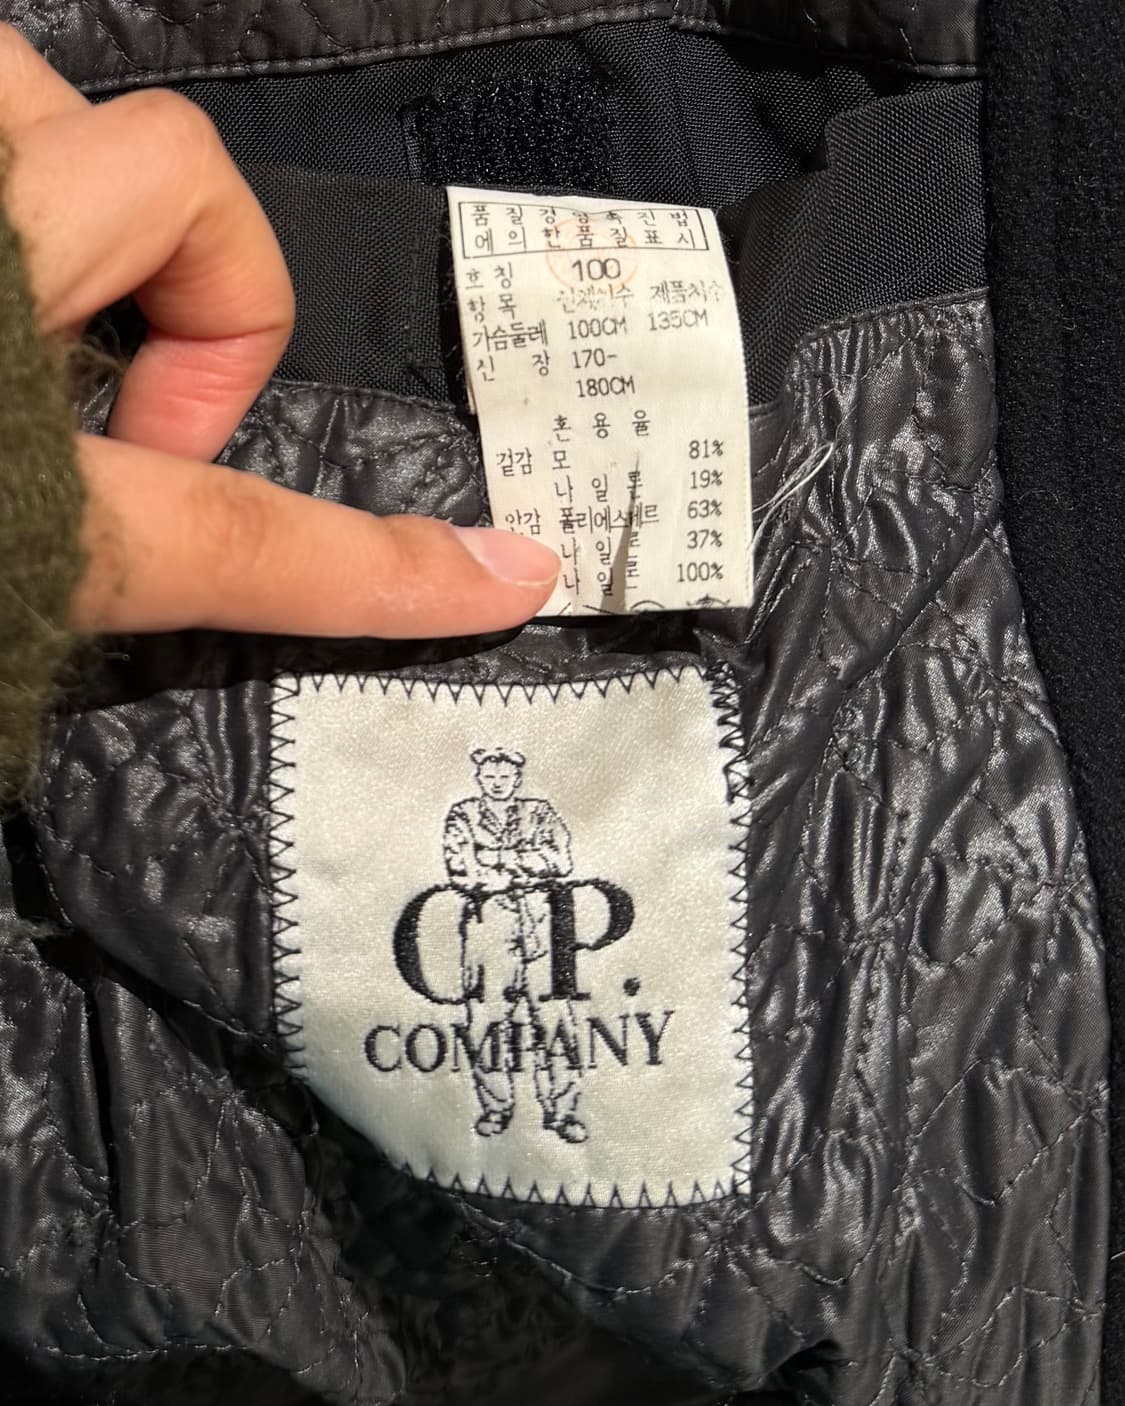 품 질 경 영 촉 진 법
에 의 한 품 질 표 시
호 칭 100
항 목 신체치수 제품치수
가슴둘레 100CM 135CM
신 장 170-
180CM
혼 용 율
겉감 모 81%
나 일 론 19%
안감 폴리에스테르 63%
나 일 론 37%
나 일 론 100%
C.P.
COMPANY